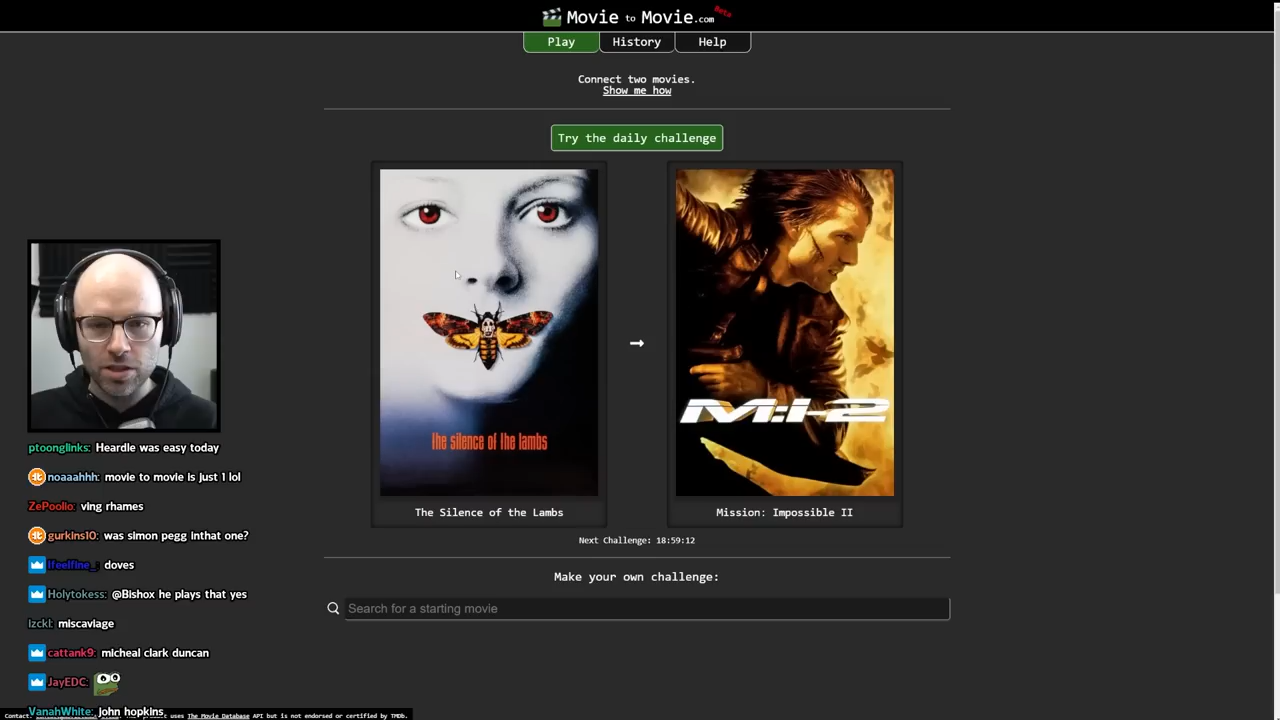 Movie to Movie.com Beta
Play
History
Help
Connect two movies.
Show me how
Try the daily challenge
the silence of the lambs
M:I-2
The Silence of the Lambs
Mission: Impossible II
Next Challenge: 18:59:12
Make your own challenge:
Search for a starting movie
ptoonglinks: Heardle was easy today
noaaahhh: movie to movie is just 1 lol
ZePoolio: ving rhames
gurkins10: was simon pegg inthat one?
ifeelfine_: doves
Holytokess: @Bishox he plays that yes
lzckl: miscaviage
cattank9: micheal clark duncan
JayEDC:
VanahWhite: john hopkins
Contact:
uses The Movie Database API but is not endorsed or certified by TMDb.